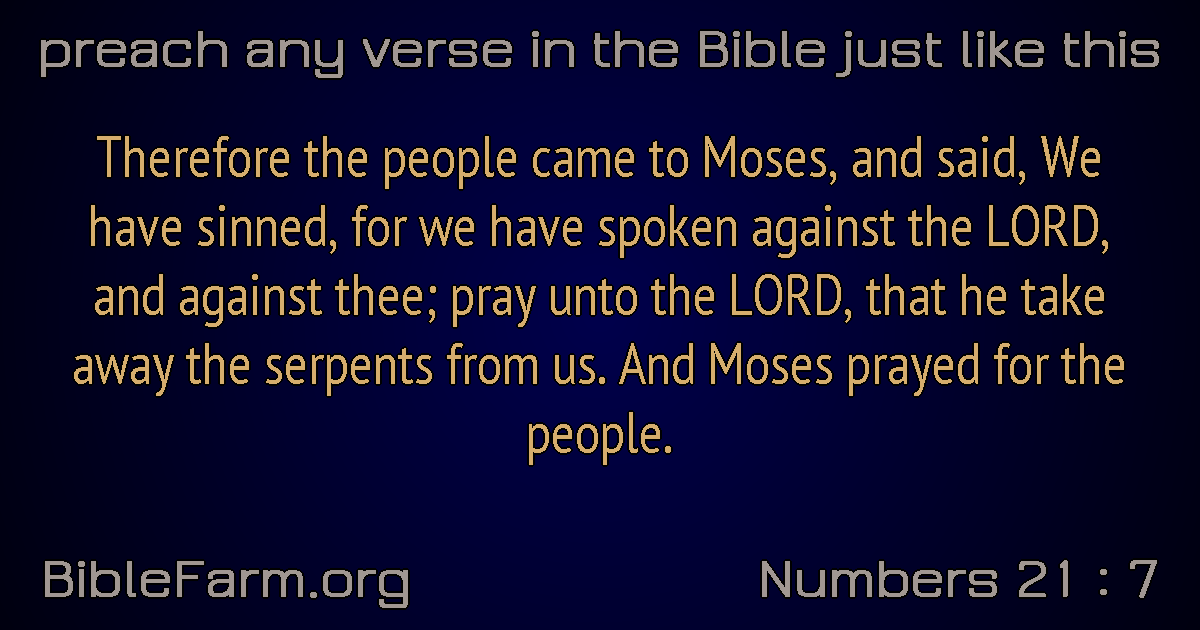 preach any verse in the Bible just like this
Therefore the people came to Moses, and said, We
have sinned, for we have spoken against the LORD,
and against thee; pray unto the LORD, that he take
away the serpents from us. And Moses prayed for the
people.
BibleFarm.org
Numbers 21 : 7